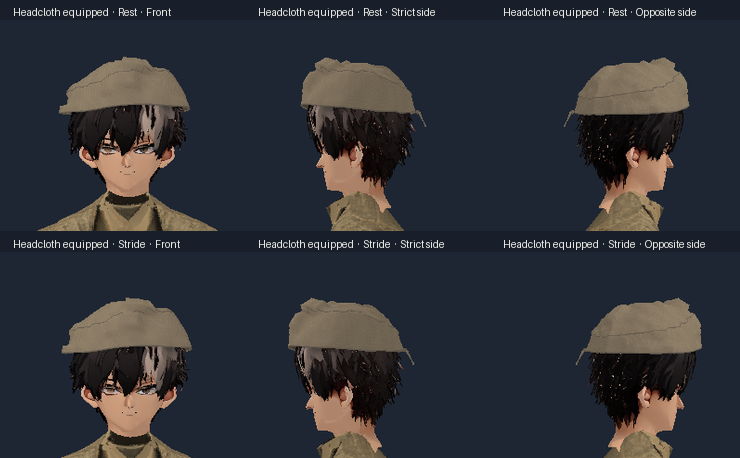 Headcloth equipped · Rest · Front
Headcloth equipped · Rest · Strict side
Headcloth equipped · Rest · Opposite side
Headcloth equipped · Stride · Front
Headcloth equipped · Stride · Strict side
Headcloth equipped · Stride · Opposite side